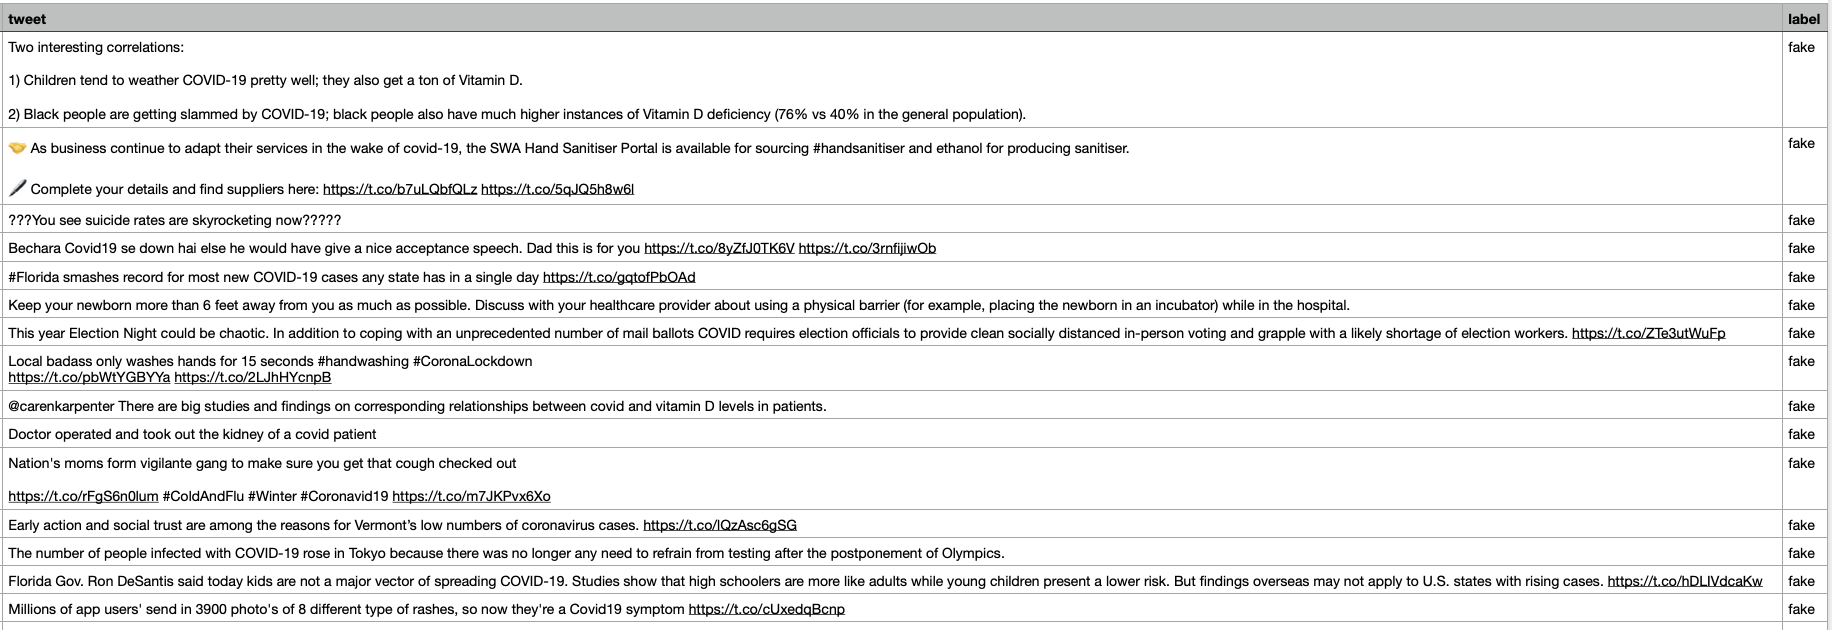 tweet label
Two interesting correlations: fake
1) Children tend to weather COVID-19 pretty well; they also get a ton of Vitamin D.
2) Black people are getting slammed by COVID-19; black people also have much higher instances of Vitamin D deficiency (76% vs 40% in the general population).
🤝 As business continue to adapt their services in the wake of covid-19, the SWA Hand Sanitiser Portal is available for sourcing #handsanitiser and ethanol for producing sanitiser. fake
🖋 Complete your details and find suppliers here: https://t.co/b7uLQbfQLz https://t.co/5qJQ5h8w6l
???You see suicide rates are skyrocketing now????? fake
Bechara Covid19 se down hai else he would have give a nice acceptance speech. Dad this is for you https://t.co/8yZfJ0TK6V https://t.co/3rnfijiwOb fake
#Florida smashes record for most new COVID-19 cases any state has in a single day https://t.co/gqtofPbOAd fake
Keep your newborn more than 6 feet away from you as much as possible. Discuss with your healthcare provider about using a physical barrier (for example, placing the newborn in an incubator) while in the hospital. fake
This year Election Night could be chaotic. In addition to coping with an unprecedented number of mail ballots COVID requires election officials to provide clean socially distanced in-person voting and grapple with a likely shortage of election workers. https://t.co/ZTe3utWuFp fake
Local badass only washes hands for 15 seconds #handwashing #CoronaLockdown fake
https://t.co/pbWtYGBYYa https://t.co/2LJhHYcnpB
@carenkarpenter There are big studies and findings on corresponding relationships between covid and vitamin D levels in patients. fake
Doctor operated and took out the kidney of a covid patient fake
Nation's moms form vigilante gang to make sure you get that cough checked out fake
https://t.co/rFgS6n0lum #ColdAndFlu #Winter #Coronavid19 https://t.co/m7JKPvx6Xo
Early action and social trust are among the reasons for Vermont’s low numbers of coronavirus cases. https://t.co/lQzAsc6gSG fake
The number of people infected with COVID-19 rose in Tokyo because there was no longer any need to refrain from testing after the postponement of Olympics. fake
Florida Gov. Ron DeSantis said today kids are not a major vector of spreading COVID-19. Studies show that high schoolers are more like adults while young children present a lower risk. But findings overseas may not apply to U.S. states with rising cases. https://t.co/hDLIVdcaKw fake
Millions of app users' send in 3900 photo's of 8 different type of rashes, so now they're a Covid19 symptom https://t.co/cUxedqBcnp fake